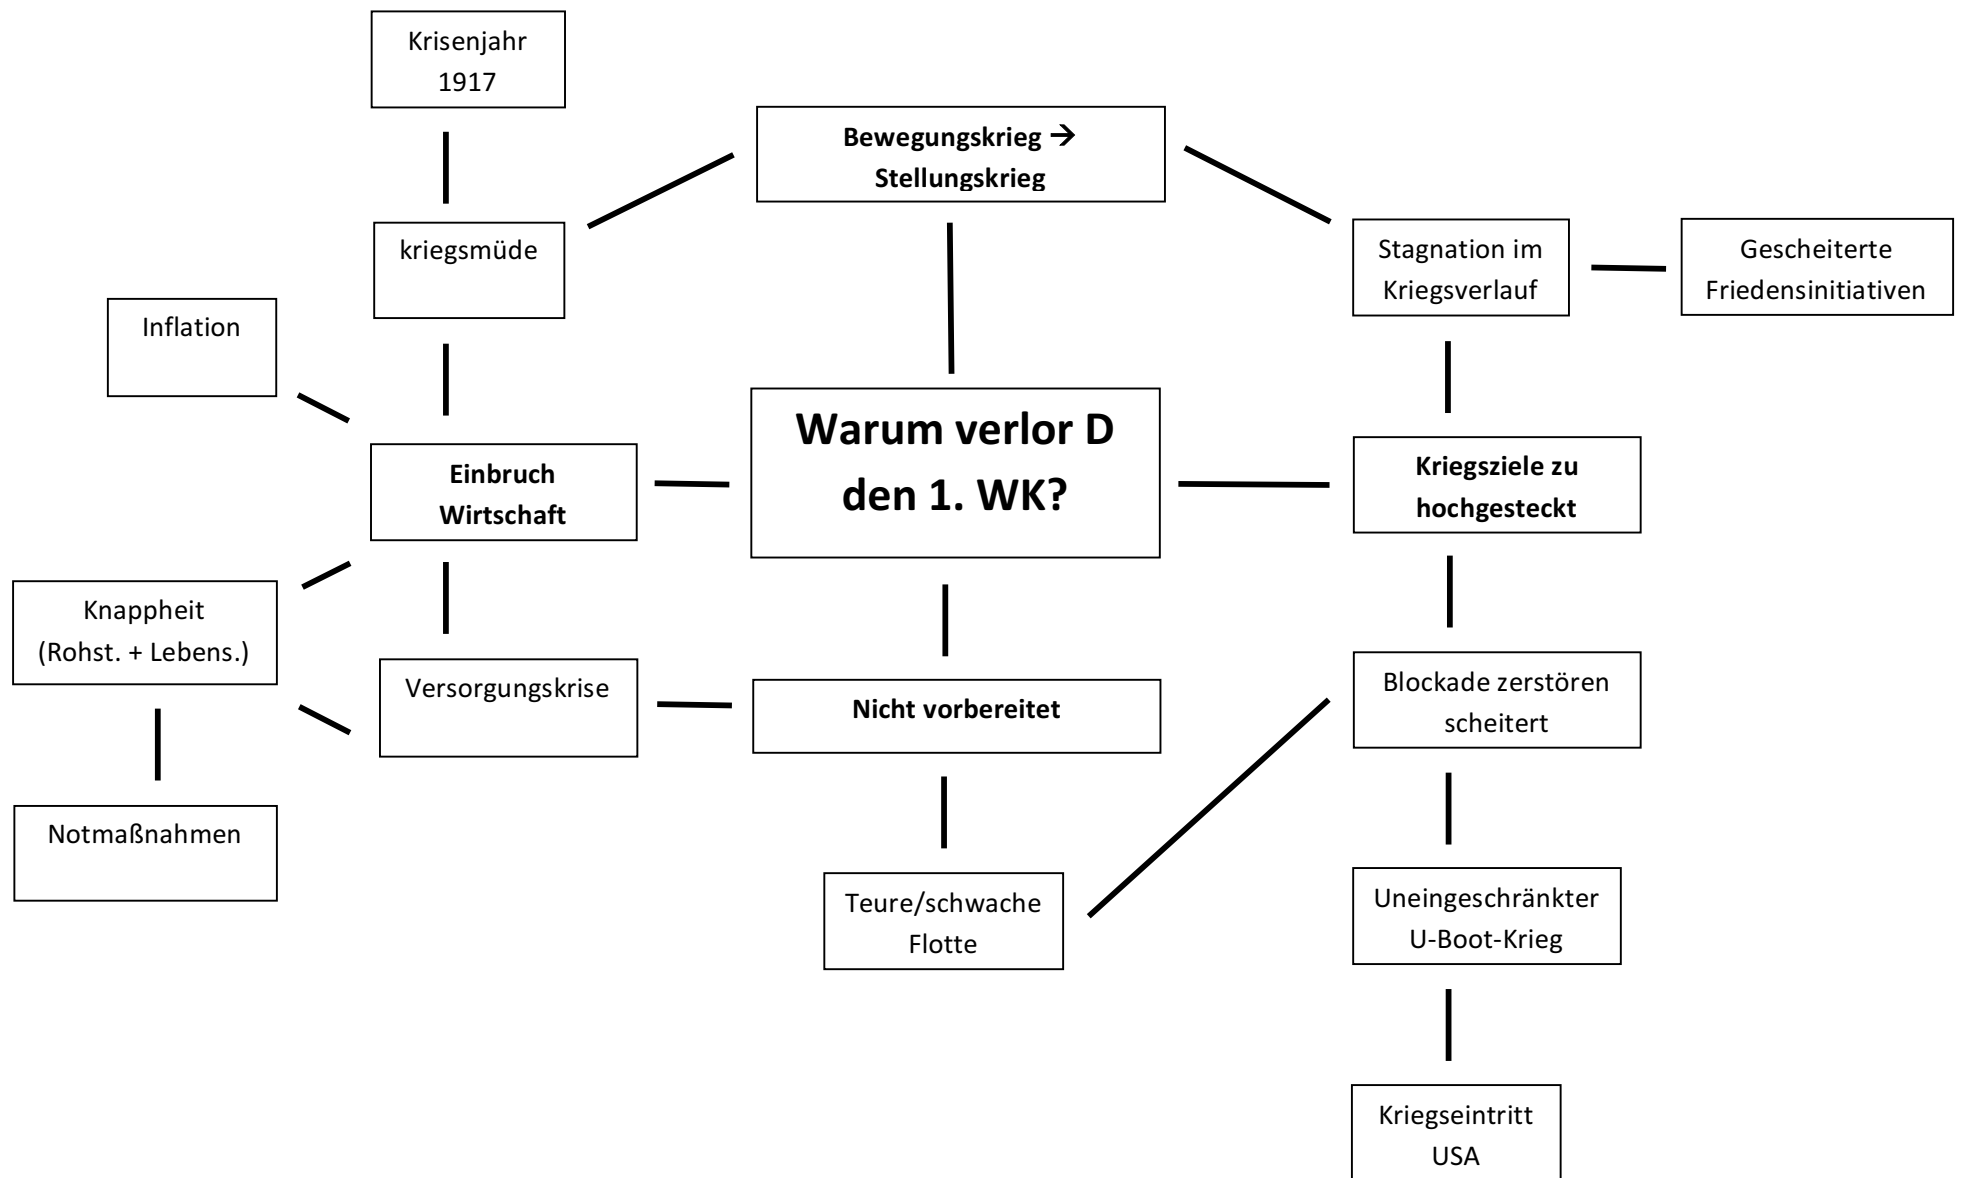 Krisenjahr
1917
Bewegungskrieg →
Stellungskrieg
kriegsmüde
Stagnation im
Kriegsverlauf
Gescheiterte
Friedensinitiativen
Inflation
Warum verlor D
den 1. WK?
Einbruch
Wirtschaft
Kriegsziele zu
hochgesteckt
Knappheit
(Rohst. + Lebens.)
Versorgungskrise
Nicht vorbereitet
Blockade zerstören
scheitert
Notmaßnahmen
Teure/schwache
Flotte
Uneingeschränkter
U-Boot-Krieg
Kriegseintritt
USA